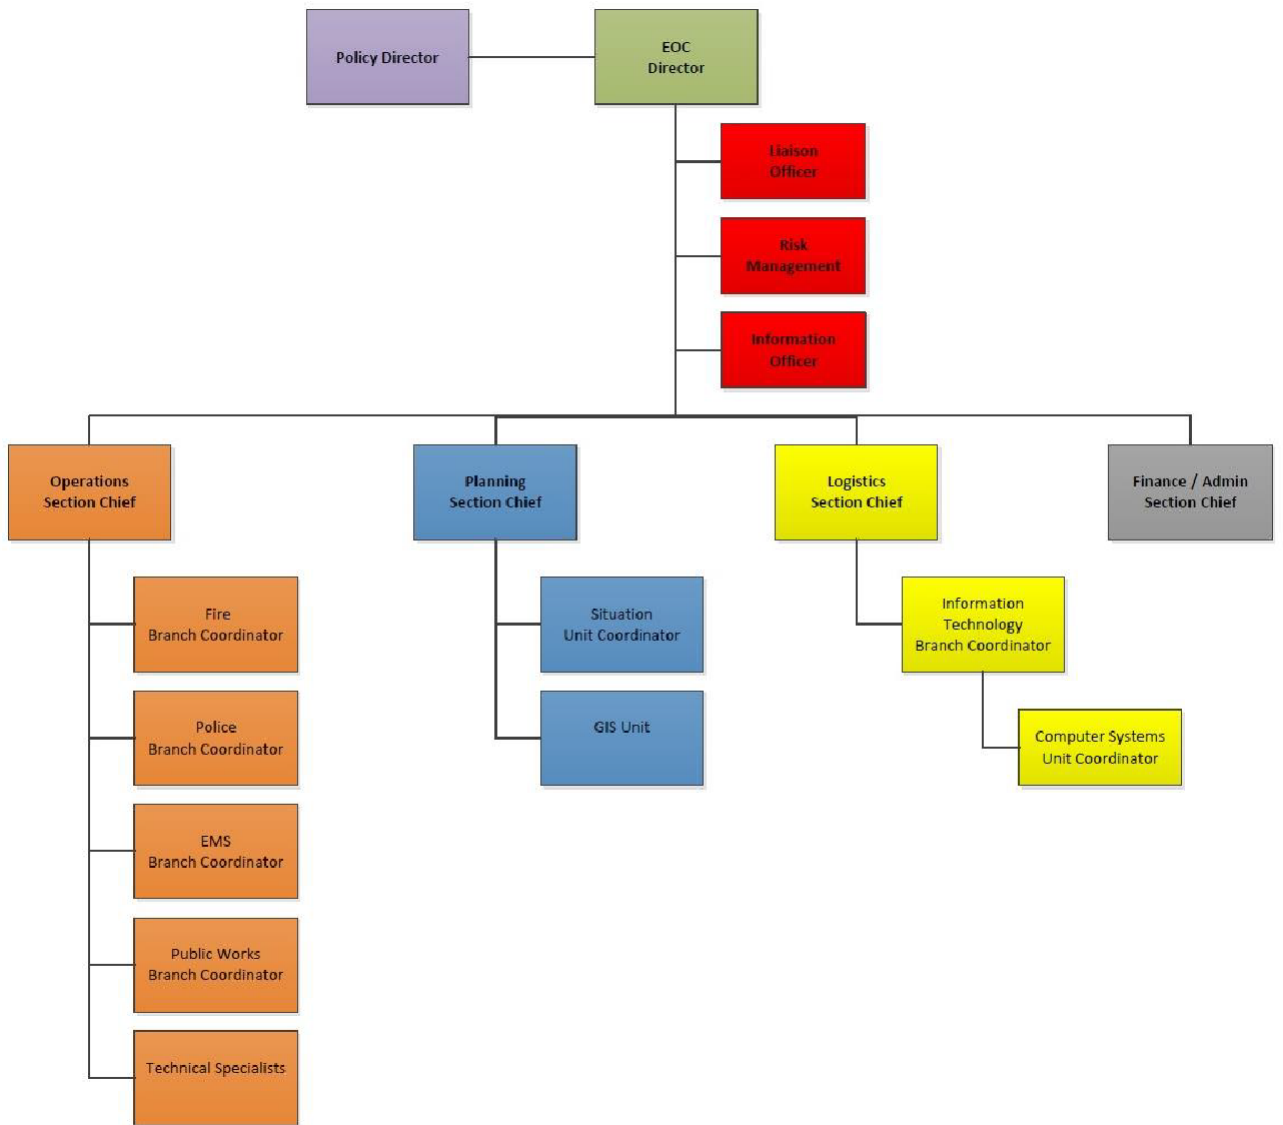 Policy Director
EOC
Director
Liaison
Officer
Risk
Management
Information
Officer
Operations
Section Chief
Planning
Section Chief
Logistics
Section Chief
Finance / Admin
Section Chief
Fire
Branch Coordinator
Police
Branch Coordinator
EMS
Branch Coordinator
Public Works
Branch Coordinator
Technical Specialists
Situation
Unit Coordinator
GIS Unit
Information
Technology
Branch Coordinator
Computer Systems
Unit Coordinator